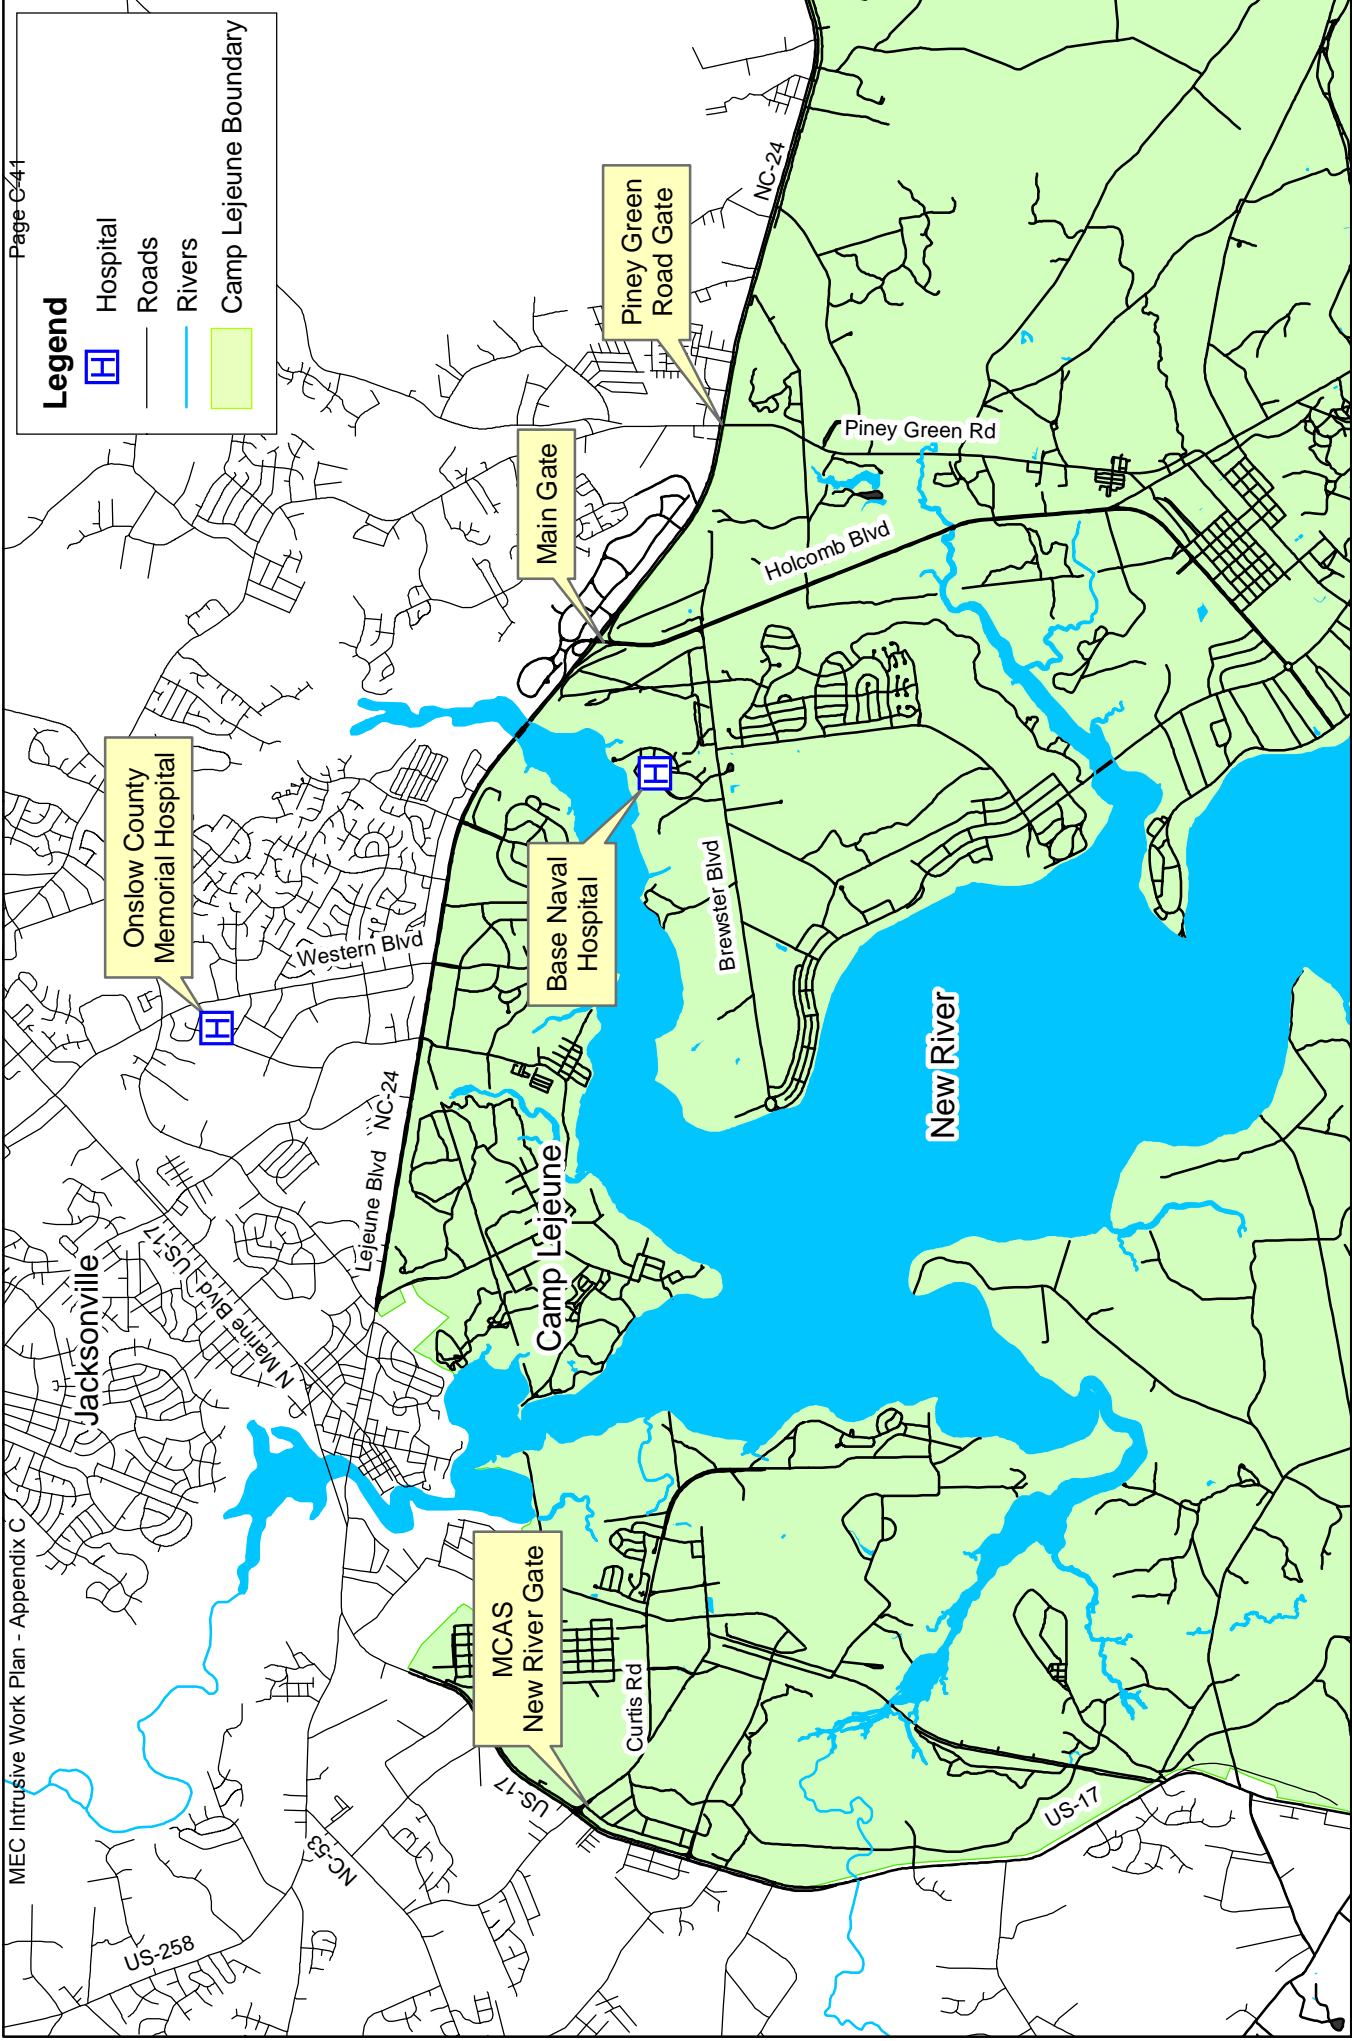 MEC Intrusive Work Plan - Appendix C
Page C-41
Legend
Hospital
Roads
Rivers
Camp Lejeune Boundary
Jacksonville
Onslow County
Memorial Hospital
Western Blvd
N Marine Blvd
US-17
Lejeune Blvd
NC-24
US-258
NC-53
MCAS
New River Gate
US-17
Curtis Rd
Camp Lejeune
Base Naval
Hospital
Main Gate
Piney Green
Road Gate
NC-24
Brewster Blvd
Holcomb Blvd
Piney Green Rd
New River
US-17
H
H
H